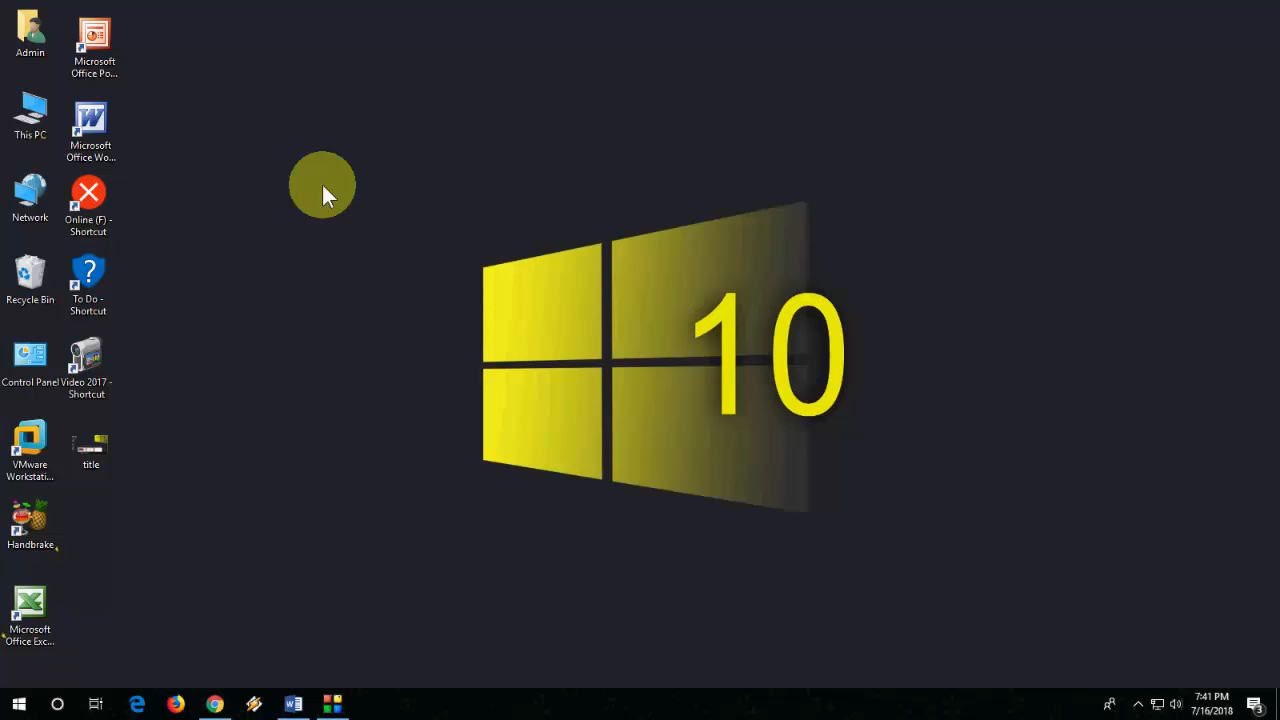 Admin
Microsoft
Office Po...
This PC
Microsoft
Office Wo...
Network
Online (F) -
Shortcut
Recycle Bin
To Do -
Shortcut
Control Panel
Video 2017 -
Shortcut
VMware
Workstati...
title
Handbrake
Microsoft
Office Exc...
10
7:41 PM
7/16/2018
3